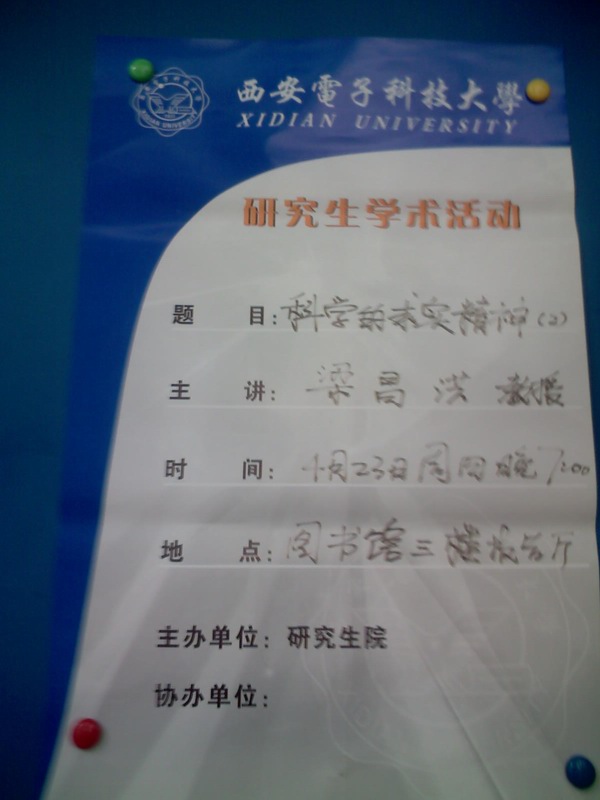 西安電子科技大學
XIDIAN UNIVERSITY
XIDIAN UNIVERSITY
研究生学术活动
题 目：科学的求实精神（2）
主 讲：梁昌洪 教授
时 间：4月23日周四晚7:00
地 点：图书馆三楼报告厅
主办单位：研究生院
协办单位：